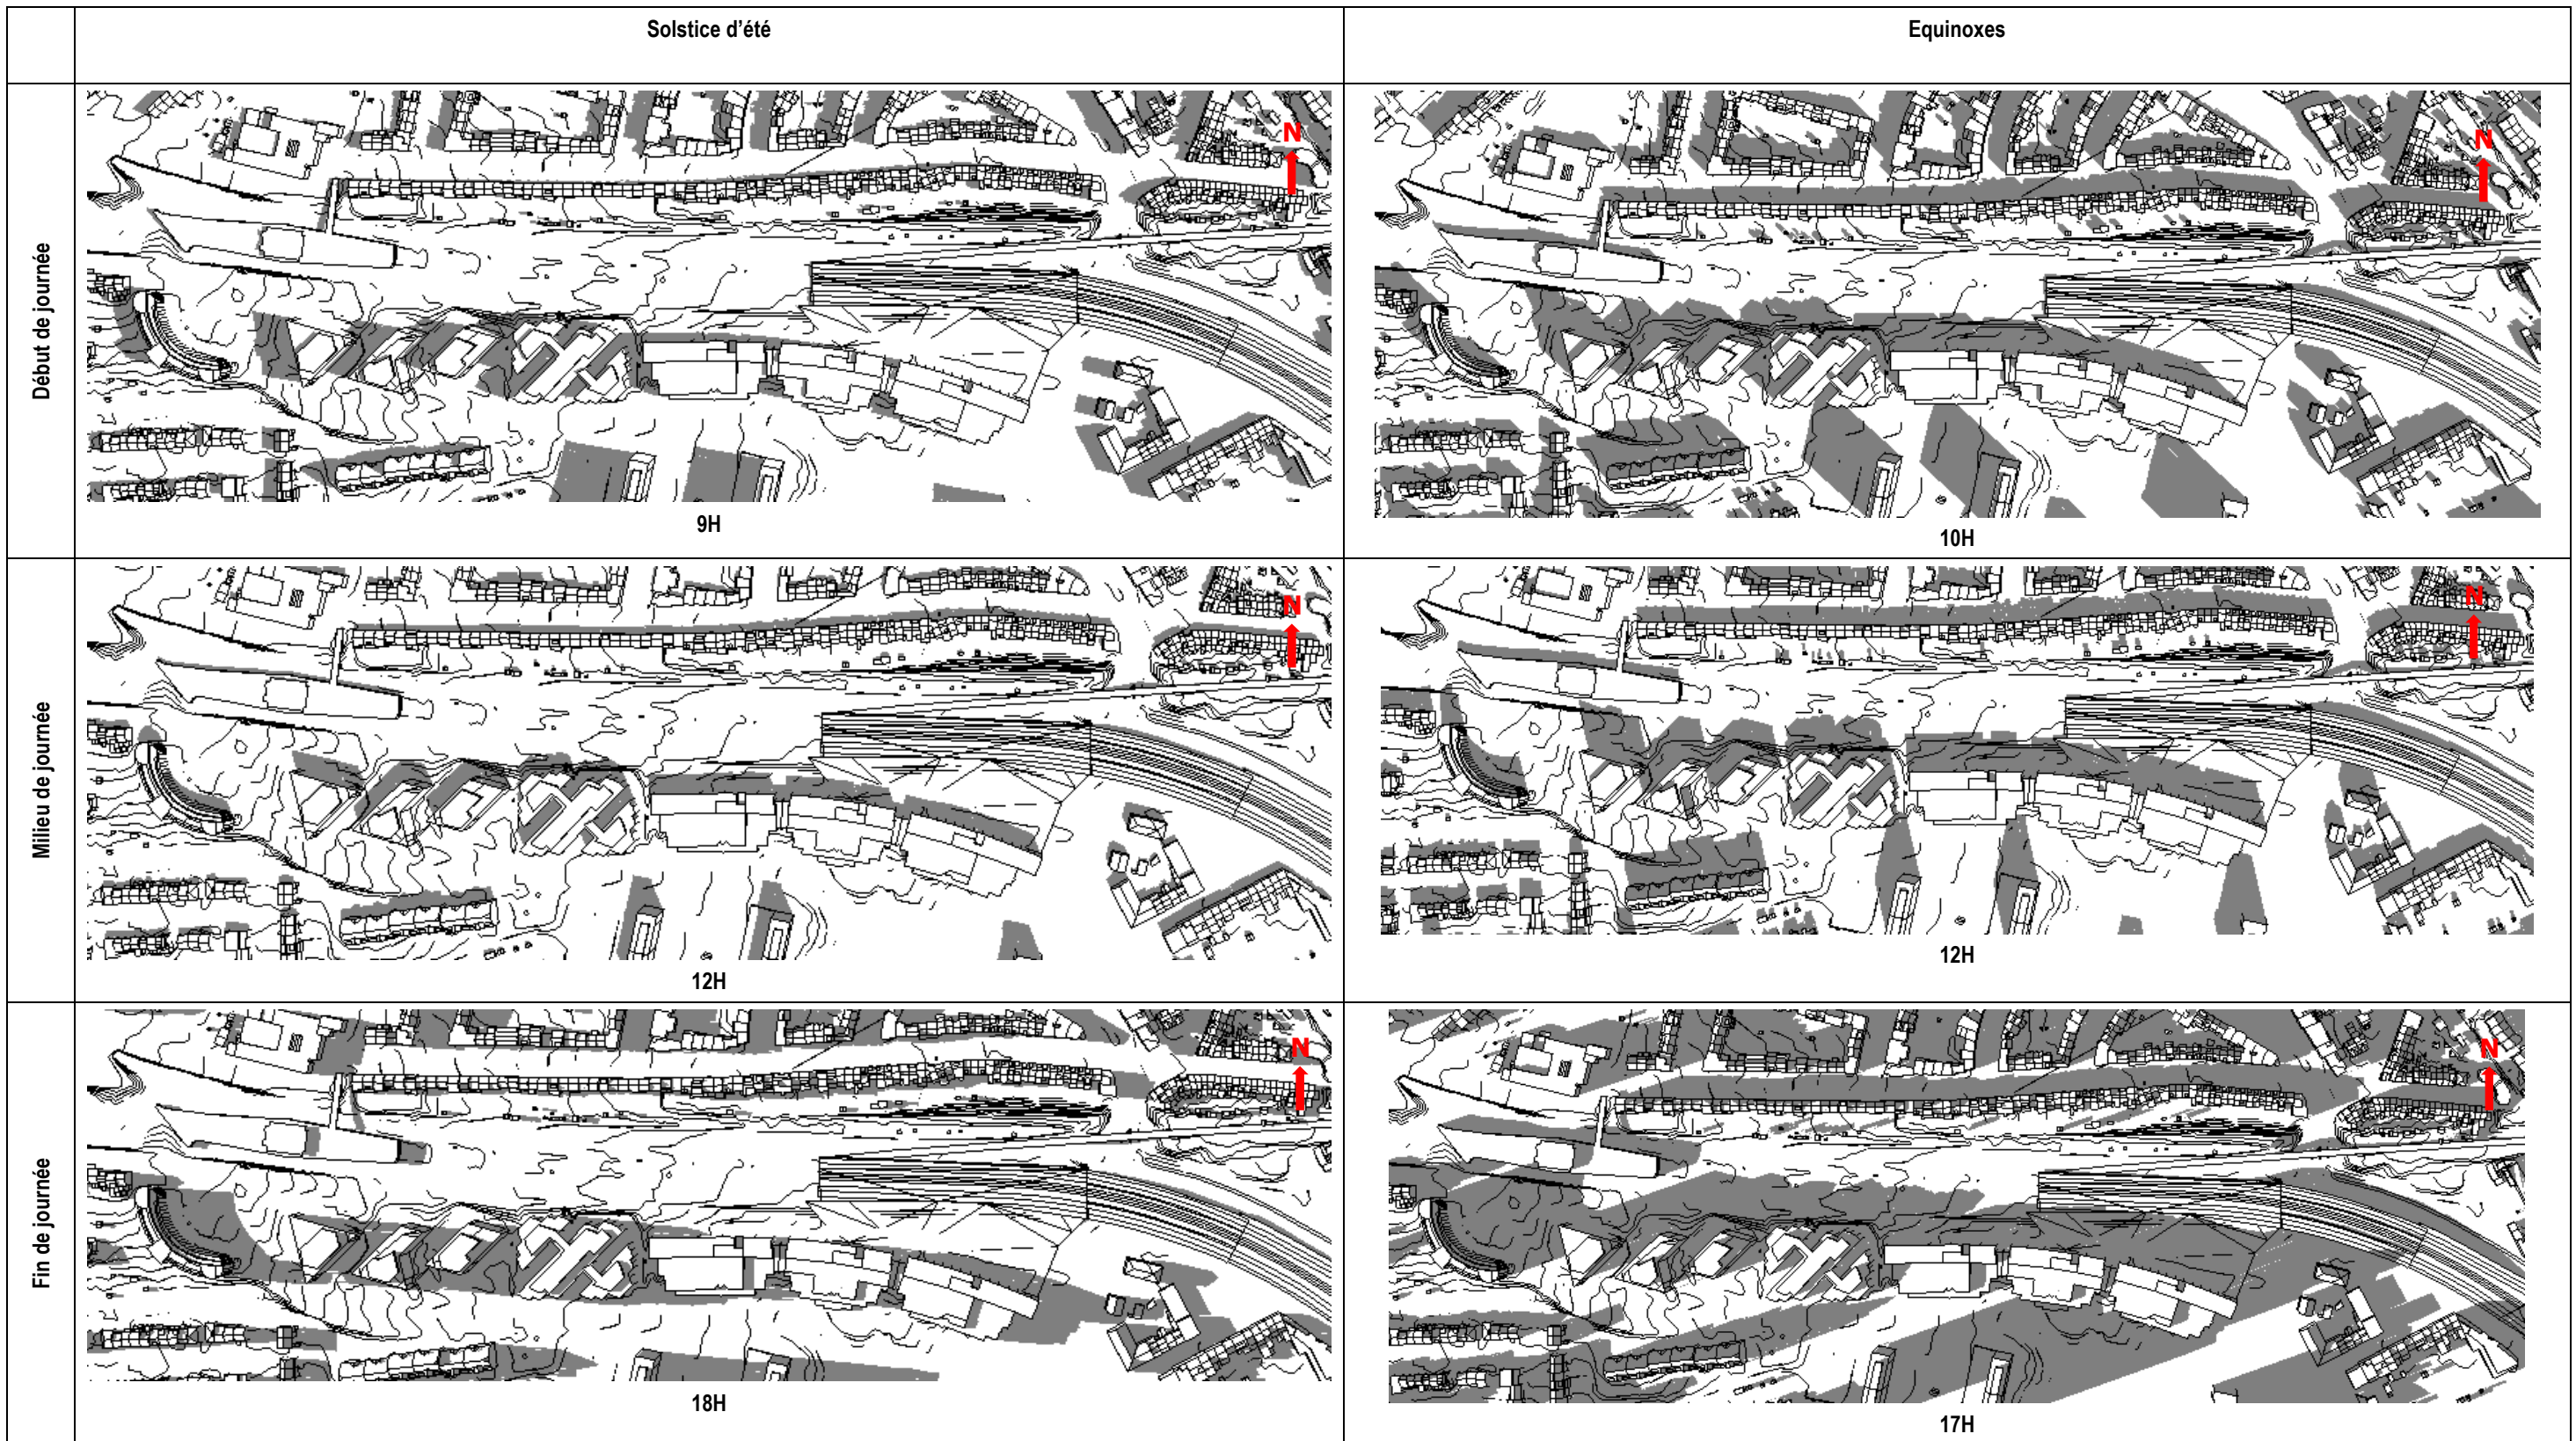 Solstice d’été
Equinoxes
Début de journée
N
9H
N
10H
Milieu de journée
N
12H
N
12H
Fin de journée
N
18H
N
17H